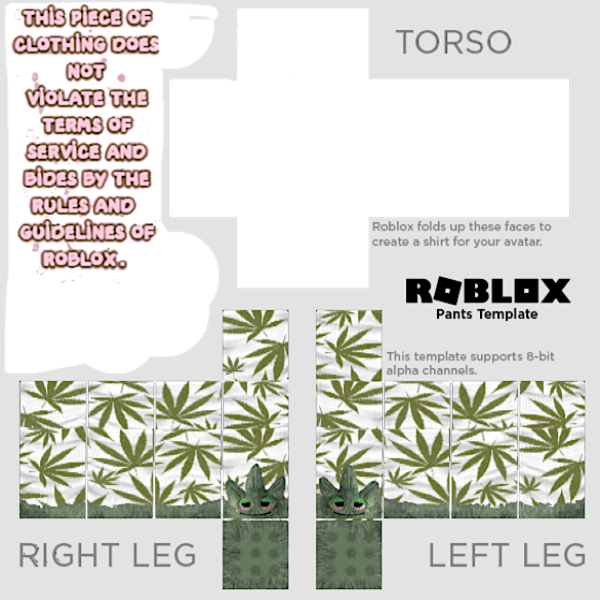 THIS PIECE OF
CLOTHING DOES
NOT
VIOLATE THE
TERMS OF
SERVICE AND
BIDES BY THE
RULES AND
GUIDELINES OF
ROBLOX.
TORSO
Roblox folds up these faces to
create a shirt for your avatar.
ROBLOX
Pants Template
This template supports 8-bit
alpha channels.
RIGHT LEG
LEFT LEG